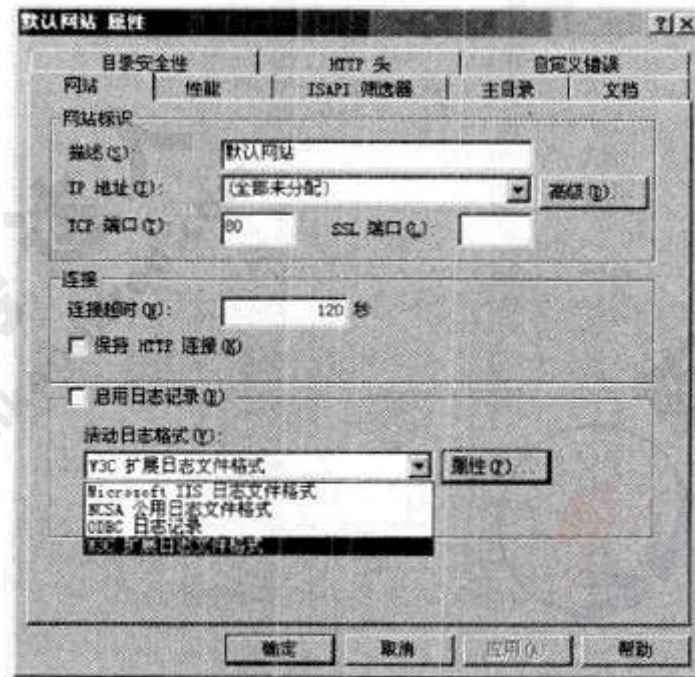 默认网站 属性
目录安全性 HTTP 头 自定义错误
网站 性能 ISAPI 筛选器 主目录 文档
网站标识
描述(S): 默认网站
IP 地址(I): (全部未分配) 高级(D)...
TCP 端口(T): 80 SSL 端口(L):
连接
连接超时(N): 120 秒
保持 HTTP 连接(K)
启用日志记录(E)
活动日志格式(V):
W3C 扩展日志文件格式 属性(P)...
Microsoft IIS 日志文件格式
NCSA 公用日志文件格式
ODBC 日志记录
W3C 扩展日志文件格式
确定 取消 应用(A) 帮助